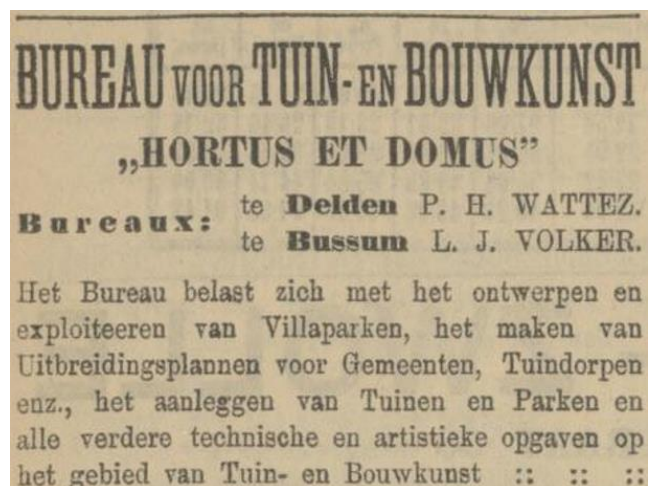 BUREAU VOOR TUIN- EN BOUWKUNST
„HORTUS ET DOMUS”
Bureaux: te Delden P. H. WATTEZ.
te Bussum L. J. VOLKER.
Het Bureau belast zich met het ontwerpen en
exploiteeren van Villaparken, het maken van
Uitbreidingsplannen voor Gemeenten, Tuindorpen
enz., het aanleggen van Tuinen en Parken en
alle verdere technische en artistieke opgaven op
het gebied van Tuin- en Bouwkunst :: :: ::